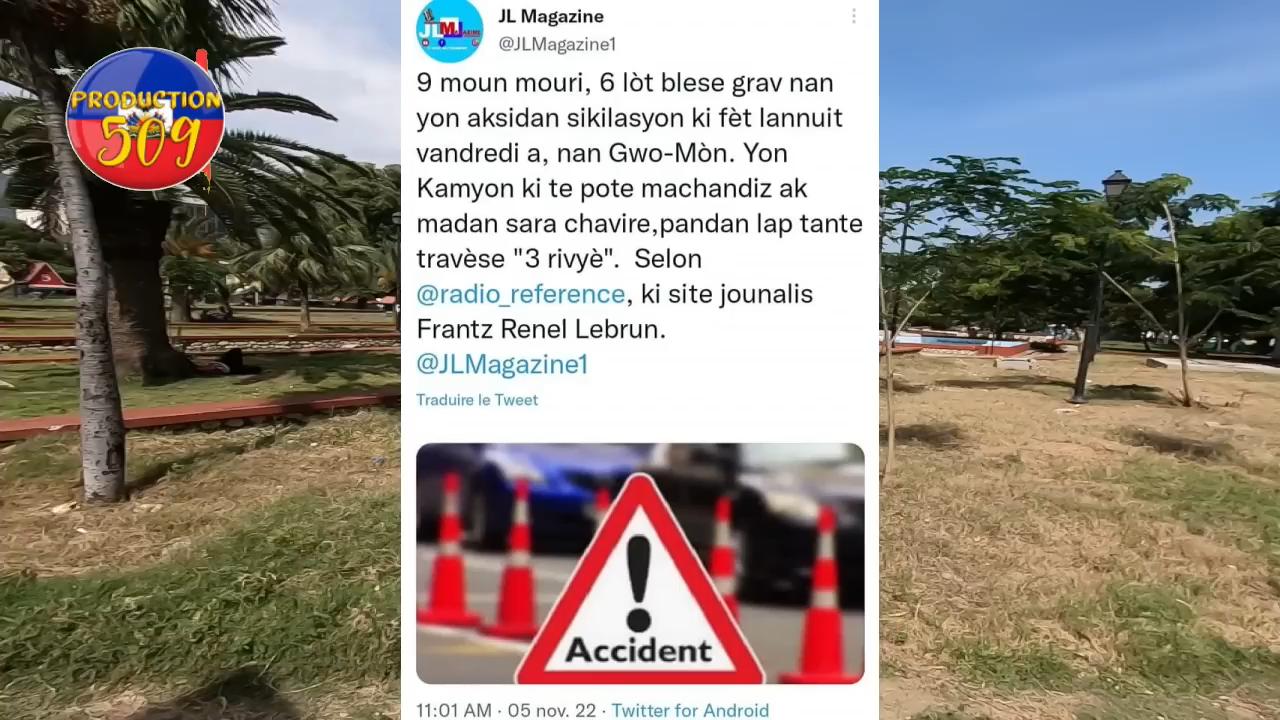 PRODUCTION
509
JL Magazine
@JLMagazine1
9 moun mouri, 6 lòt blese grav nan
yon aksidan sikilasyon ki fèt lannuit
vandredi a, nan Gwo-Mòn. Yon
Kamyon ki te pote machandiz ak
madan sara chavire,pandan lap tante
travèse "3 rivyè".  Selon
@radio_reference, ki site jounalis
Frantz Renel Lebrun.
@JLMagazine1
Traduire le Tweet
Accident
11:01 AM · 05 nov. 22 · Twitter for Android